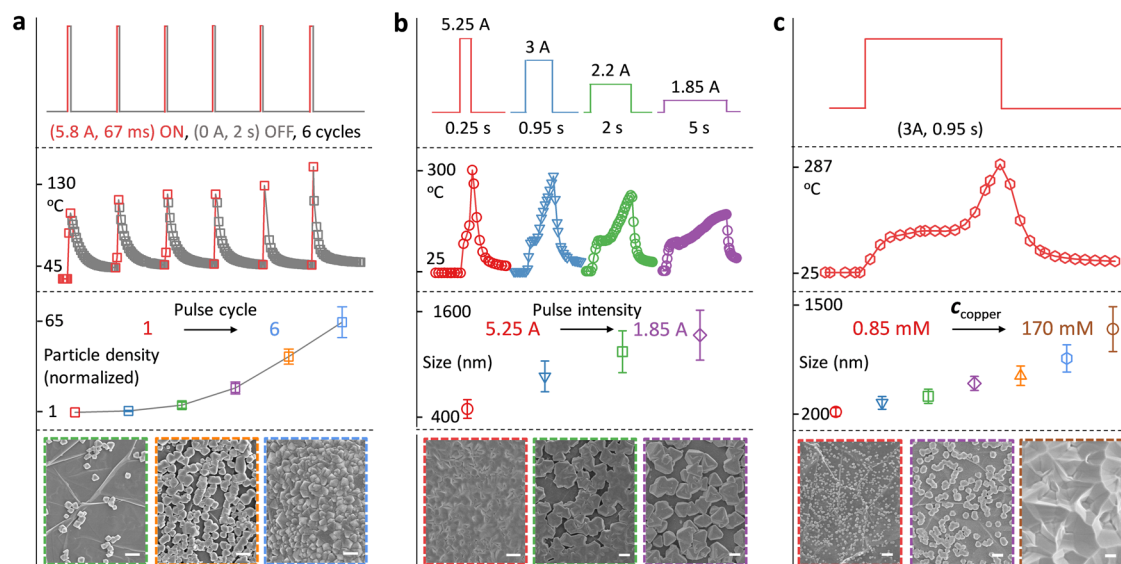 a
(5.8 A, 67 ms) ON, (0 A, 2 s) OFF, 6 cycles
130
ºC
45
65
Pulse cycle
1
6
Particle density
(normalized)
1
b
5.25 A
3 A
2.2 A
1.85 A
0.25 s
0.95 s
2 s
5 s
300
ºC
25
1600
Pulse intensity
5.25 A
1.85 A
Size (nm)
400
c
(3A, 0.95 s)
287
ºC
25
1500
c copper
0.85 mM
170 mM
Size (nm)
200